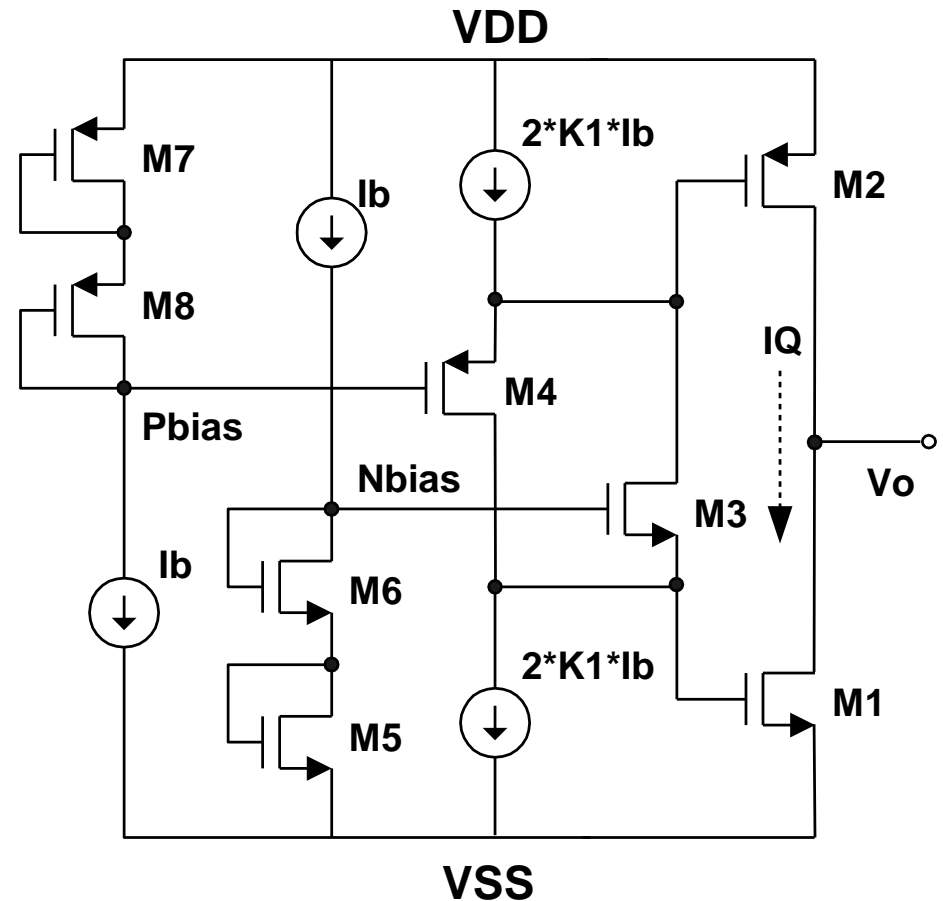 VDD
2*K1*Ib
M7
Ib
M2
M8
IQ
M4
Pbias
Nbias
Vo
M3
Ib
M6
2*K1*Ib
M1
M5
VSS